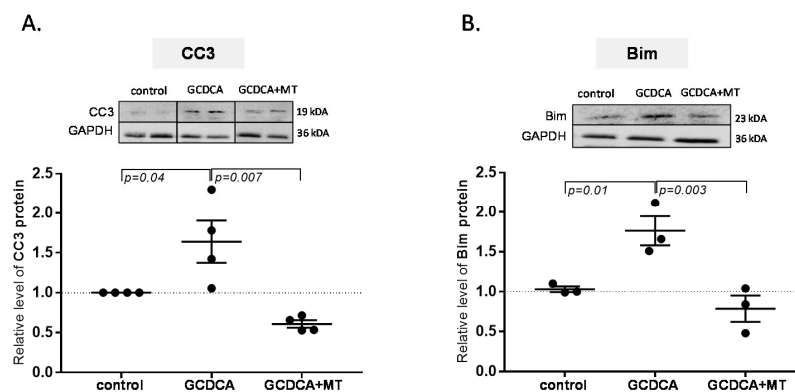 A.
CC3
control GCDCA GCDCA+MT
CC3 19 kDA
GAPDH 36 kDA
2.5
2.0
1.5
1.0
0.5
0.0
Relative level of CC3 protein
p=0.04 p=0.007
control GCDCA GCDCA+MT
B.
Bim
control GCDCA GCDCA+MT
Bim 23 kDA
GAPDH 36 kDA
2.5
2.0
1.5
1.0
0.5
0.0
Relative level of Bim protein
p=0.01 p=0.003
control GCDCA GCDCA+MT